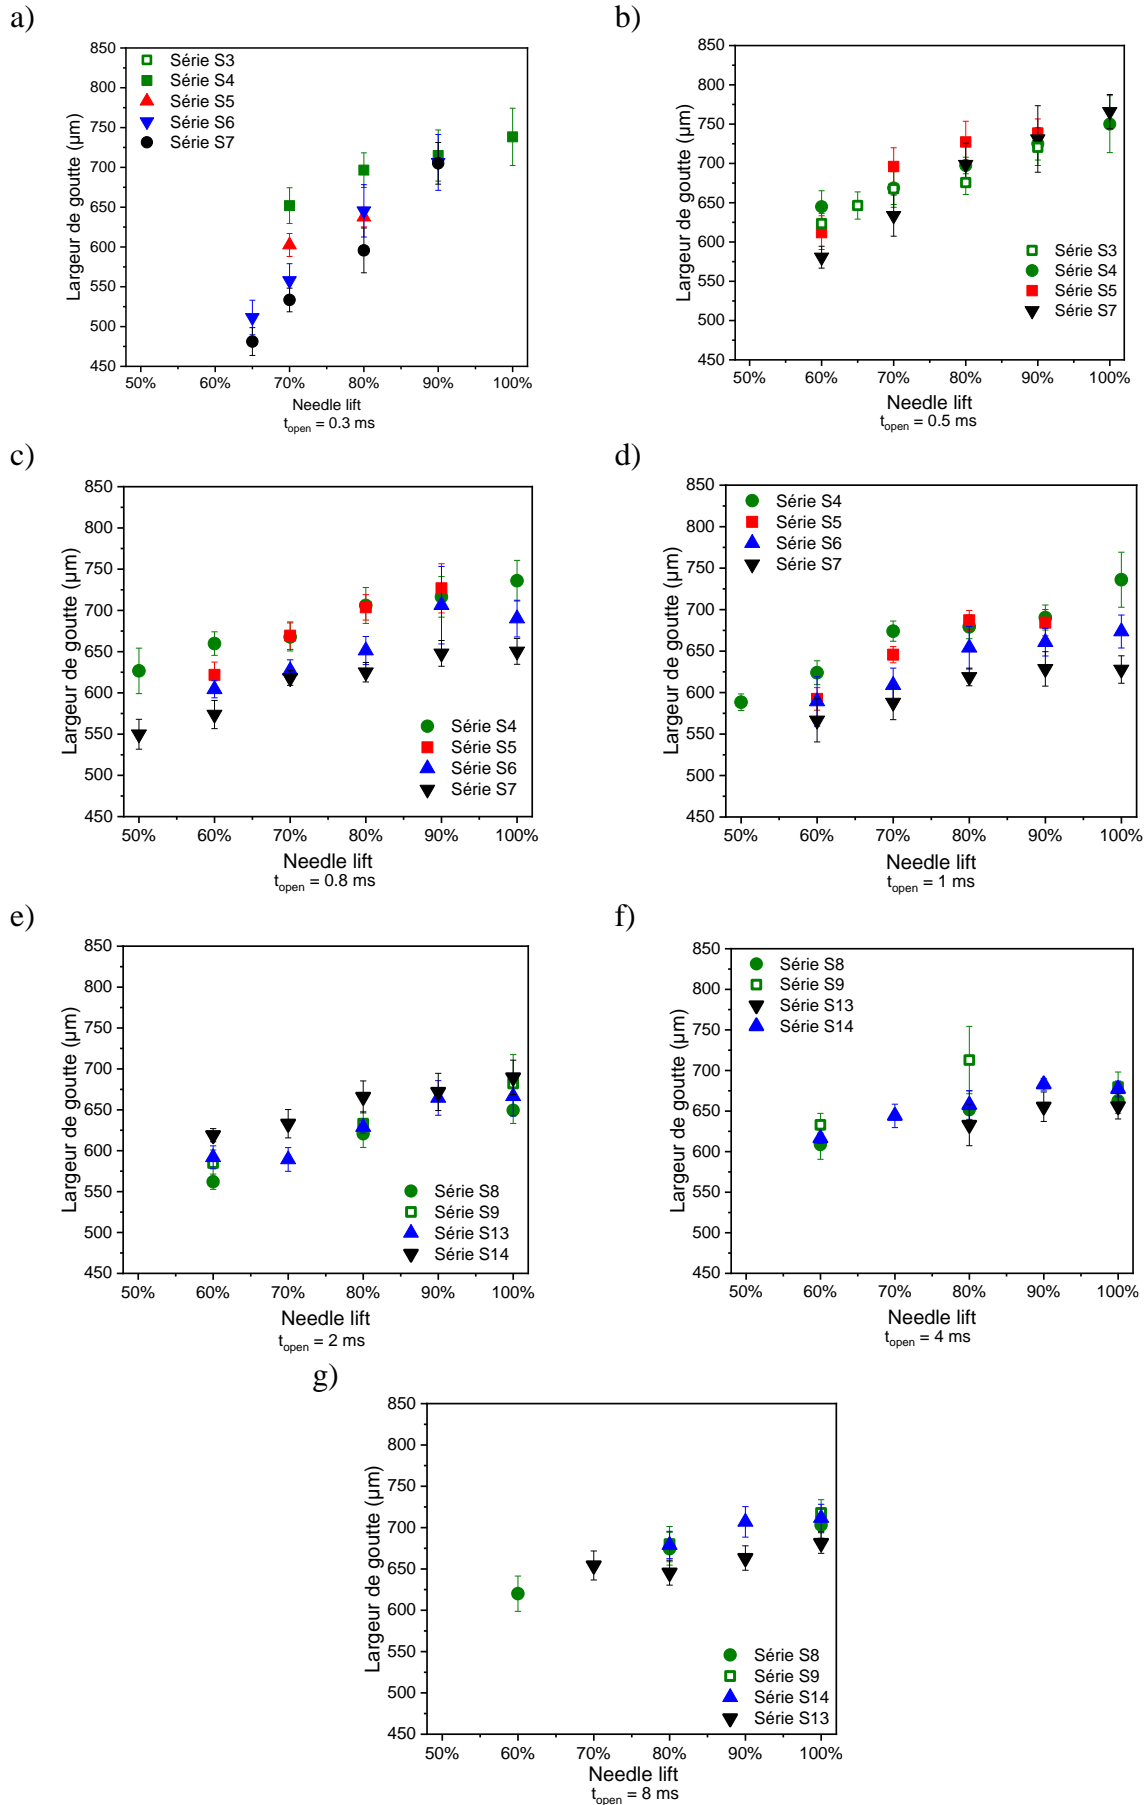 a)
850
800
750
700
650
600
550
500
450
Largeur de goutte (µm)
Série S3
Série S4
Série S5
Série S6
Série S7
50% 60% 70% 80% 90% 100%
Needle lift
t_open = 0.3 ms
b)
850
800
750
700
650
600
550
500
450
Largeur de goutte (µm)
Série S3
Série S4
Série S5
Série S7
50% 60% 70% 80% 90% 100%
Needle lift
t_open = 0.5 ms
c)
850
800
750
700
650
600
550
500
450
Largeur de goutte (µm)
Série S4
Série S5
Série S6
Série S7
50% 60% 70% 80% 90% 100%
Needle lift
t_open = 0.8 ms
d)
850
800
750
700
650
600
550
500
450
Largeur de goutte (µm)
Série S4
Série S5
Série S6
Série S7
50% 60% 70% 80% 90% 100%
Needle lift
t_open = 1 ms
e)
850
800
750
700
650
600
550
500
450
Largeur de goutte (µm)
Série S8
Série S9
Série S13
Série S14
50% 60% 70% 80% 90% 100%
Needle lift
t_open = 2 ms
f)
850
800
750
700
650
600
550
500
450
Largeur de goutte (µm)
Série S8
Série S9
Série S13
Série S14
50% 60% 70% 80% 90% 100%
Needle lift
t_open = 4 ms
g)
850
800
750
700
650
600
550
500
450
Largeur de goutte (µm)
Série S8
Série S9
Série S14
Série S13
50% 60% 70% 80% 90% 100%
Needle lift
t_open = 8 ms